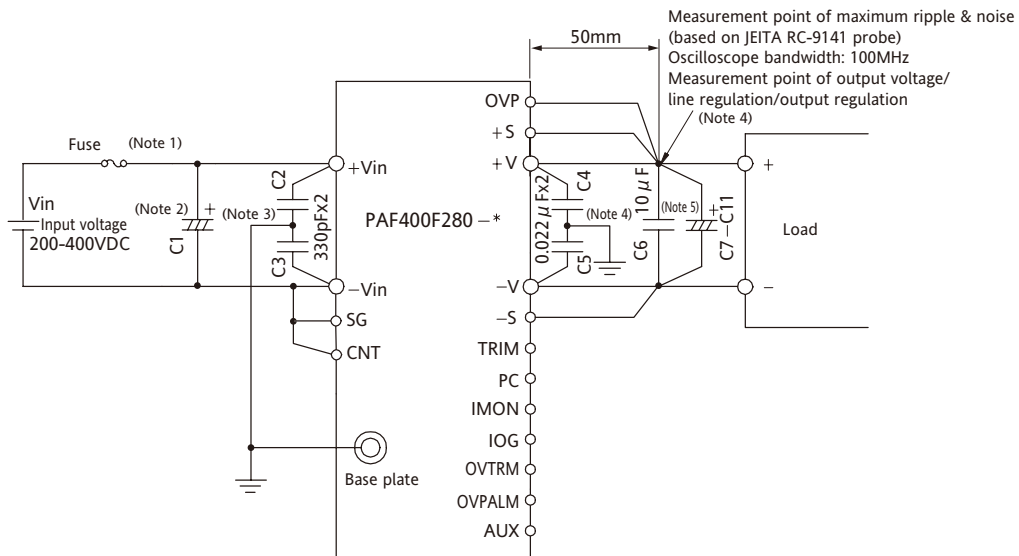 Measurement point of maximum ripple & noise
(based on JEITA RC-9141 probe)
Oscilloscope bandwidth: 100MHz
Measurement point of output voltage/
line regulation/output regulation
(Note 4)
50mm
OVP
+S
+V
Fuse
(Note 1)
+Vin
C2
C4
10μF
+
Vin
Input voltage
200-400VDC
(Note 2)
+
C1
(Note 3)
330pFx2
PAF400F280-*
0.022μFx2
(Note 4)
(Note 5)
+
C7-C11
Load
C3
C5
C6
-Vin
-V
-
SG
-S
CNT
TRIM
PC
IMON
IOG
Base plate
OVTRM
OVPALM
AUX